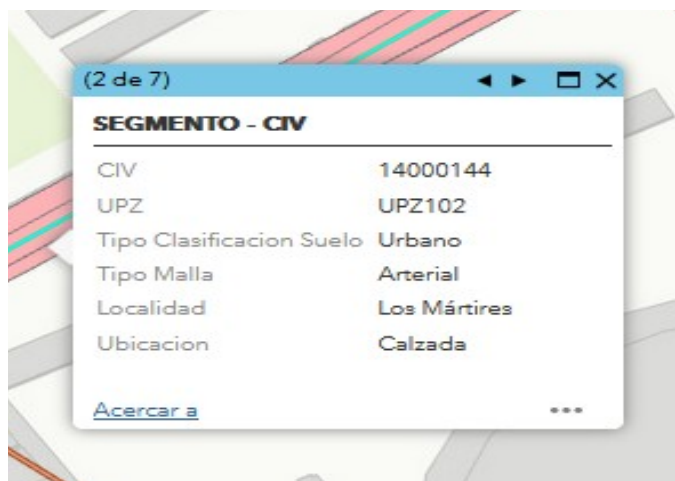 (2 de 7)
SEGMENTO - CIV
CIV 14000144
UPZ UPZ102
Tipo Clasificacion Suelo Urbano
Tipo Malla Arterial
Localidad Los Mártires
Ubicacion Calzada
Acercar a